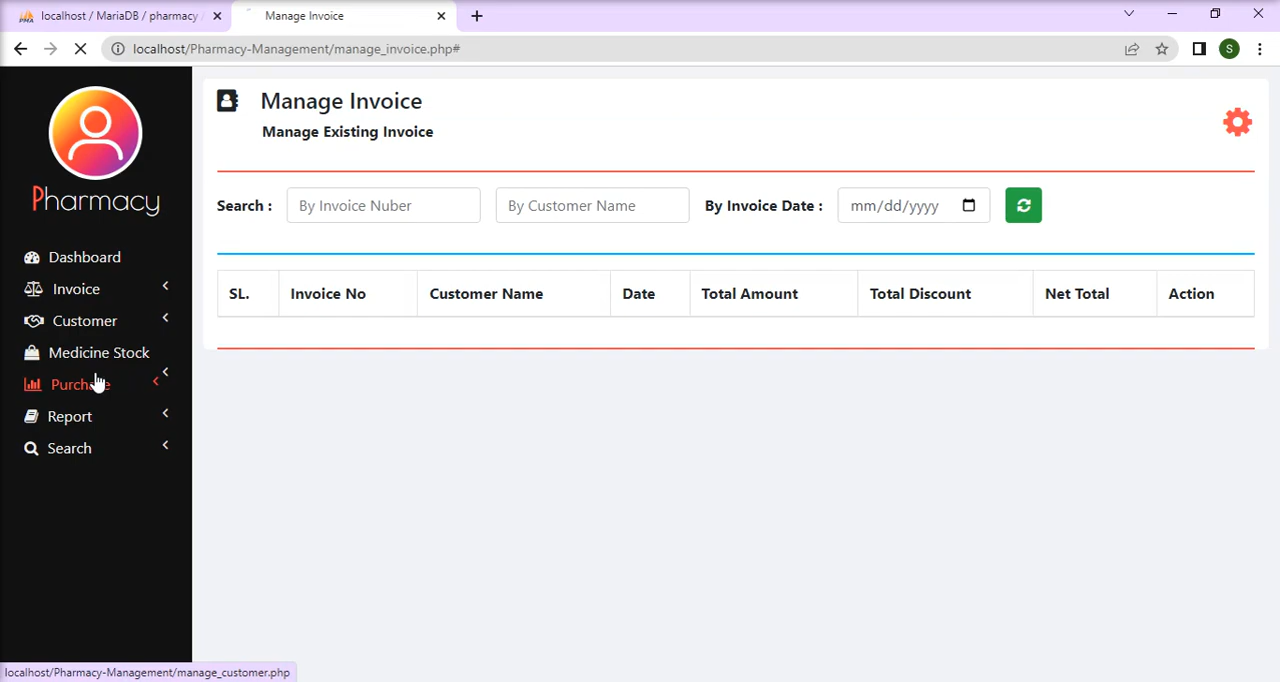 localhost / MariaDB / pharmacy
Manage Invoice
localhost/Pharmacy-Management/manage_invoice.php#
S
Pharmacy
Dashboard
Invoice
Customer
Medicine Stock
Purchase
Report
Search
Manage Invoice
Manage Existing Invoice
Search : By Invoice Nuber By Customer Name By Invoice Date : mm/dd/yyyy
SL. Invoice No Customer Name Date Total Amount Total Discount Net Total Action
localhost/Pharmacy-Management/manage_customer.php